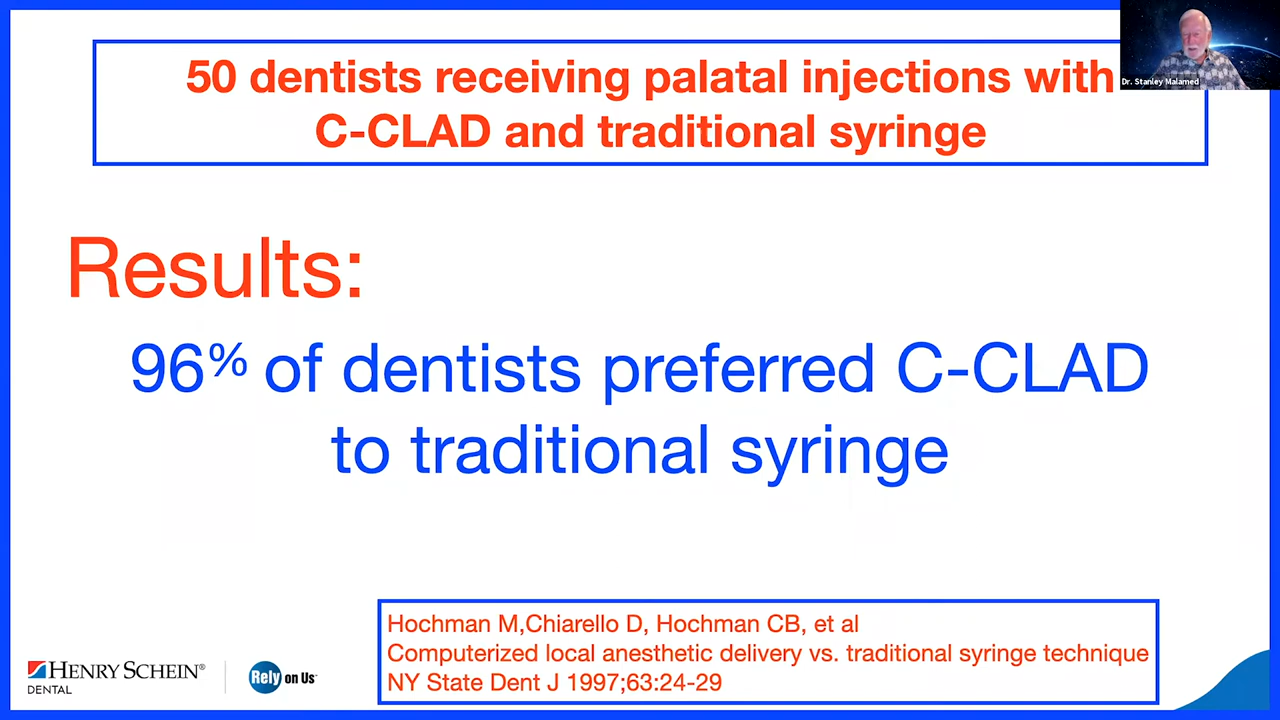 50 dentists receiving palatal injections with
C-CLAD and traditional syringe
Dr. Stanley Malamed
Results:
96% of dentists preferred C-CLAD
to traditional syringe
Hochman M,Chiarello D, Hochman CB, et al
Computerized local anesthetic delivery vs. traditional syringe technique
NY State Dent J 1997;63:24-29
HENRY SCHEIN®
DENTAL
Rely on Us™